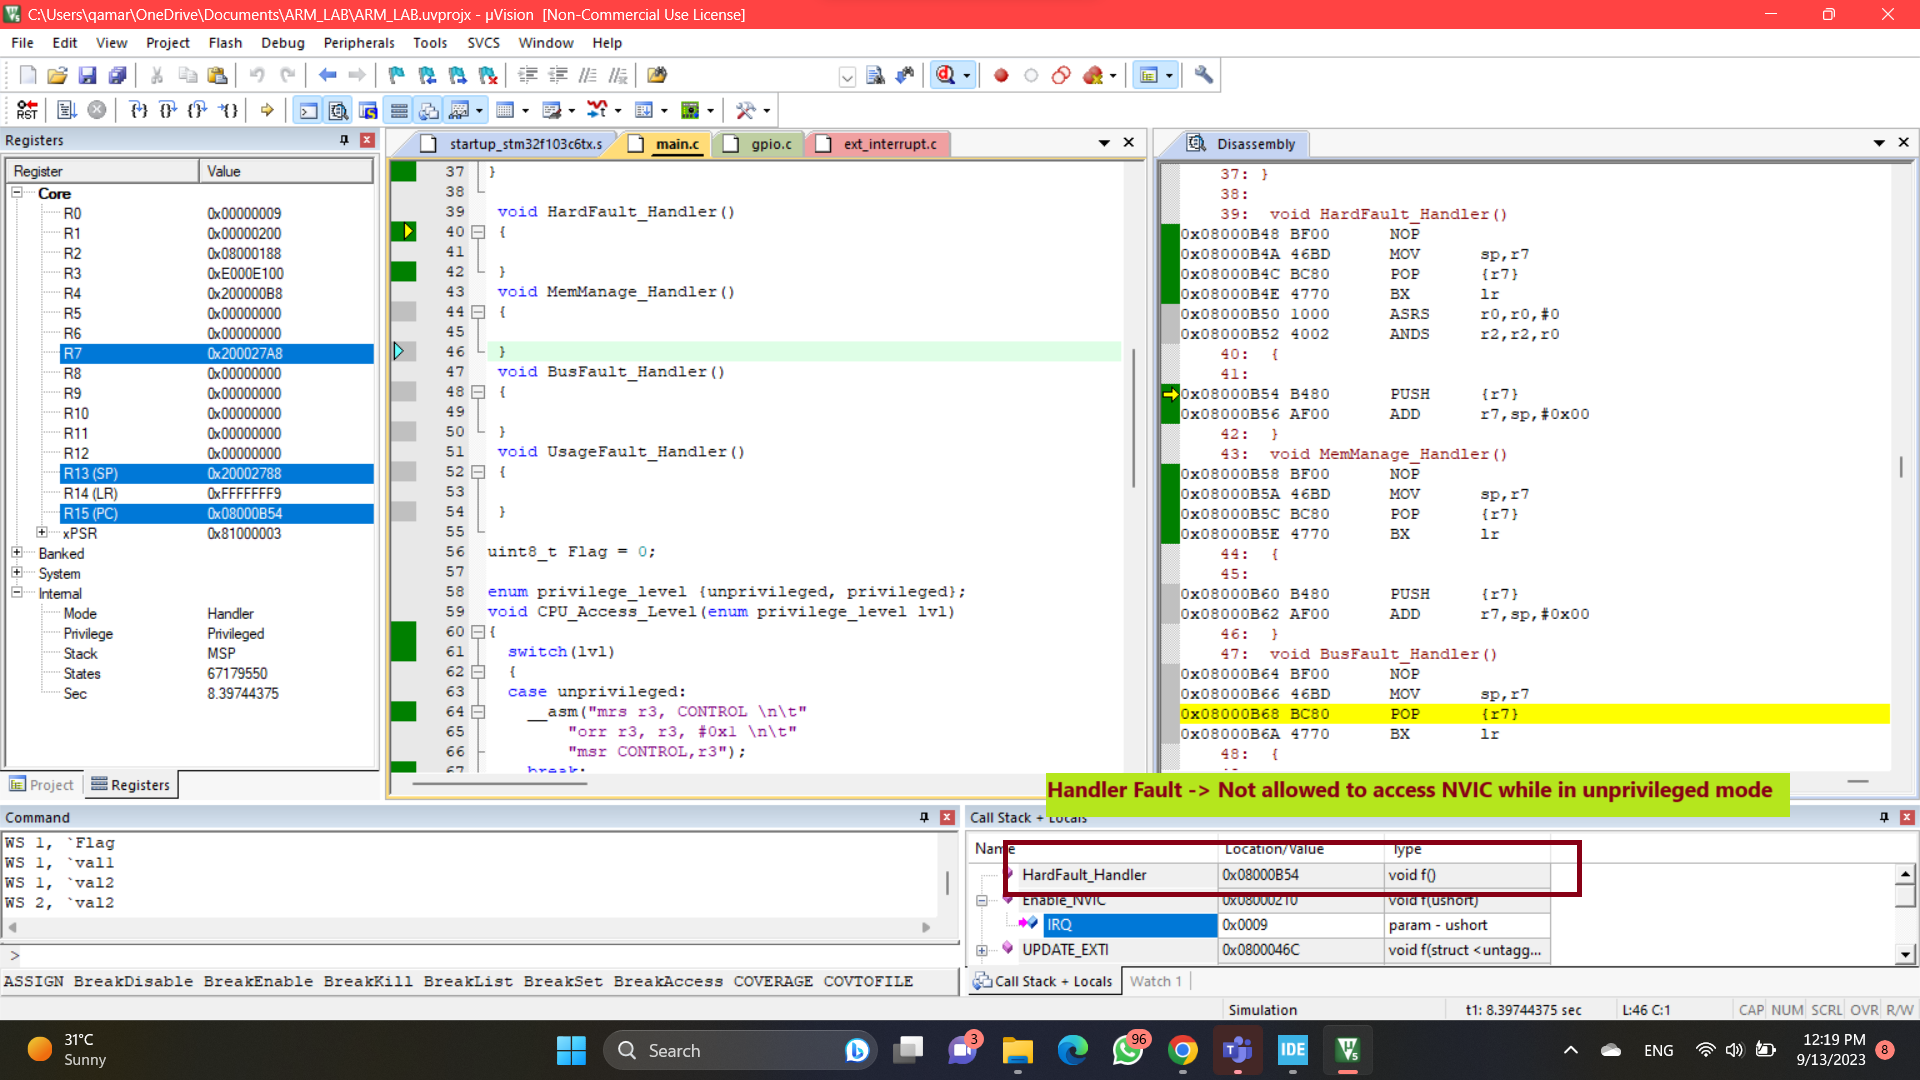 C:\Users\qamar\OneDrive\Documents\ARM_LAB\ARM_LAB.uvprojx - µVision  [Non-Commercial Use License]
File Edit View Project Flash Debug Peripherals Tools SVCS Window Help
RST
Registers
Register Value
Core
R0 0x00000009
R1 0x00000200
R2 0x08000188
R3 0xE000E100
R4 0x200000B8
R5 0x00000000
R6 0x00000000
R7 0x200027A8
R8 0x00000000
R9 0x00000000
R10 0x00000000
R11 0x00000000
R12 0x00000000
R13 (SP) 0x20002788
R14 (LR) 0xFFFFFFF9
R15 (PC) 0x08000B54
xPSR 0x81000003
Banked
System
Internal
Mode Handler
Privilege Privileged
Stack MSP
States 67179550
Sec 8.39744375
Project Registers
startup_stm32f103c6tx.s main.c gpio.c ext_interrupt.c
37 }
38
39 void HardFault_Handler()
40 {
41
42 }
43 void MemManage_Handler()
44 {
45
46 }
47 void BusFault_Handler()
48 {
49
50 }
51 void UsageFault_Handler()
52 {
53
54 }
55
56 uint8_t Flag = 0;
57
58 enum privilege_level {unprivileged, privileged};
59 void CPU_Access_Level(enum privilege_level lvl)
60 {
61 switch(lvl)
62 {
63 case unprivileged:
64 __asm("mrs r3, CONTROL \n\t"
65 "orr r3, r3, #0x1 \n\t"
66 "msr CONTROL,r3");
67 break;
Disassembly
37: }
38:
39: void HardFault_Handler()
0x08000B48 BF00 NOP
0x08000B4A 46BD MOV sp,r7
0x08000B4C BC80 POP {r7}
0x08000B4E 4770 BX lr
0x08000B50 1000 ASRS r0,r0,#0
0x08000B52 4002 ANDS r2,r2,r0
40: {
41:
0x08000B54 B480 PUSH {r7}
0x08000B56 AF00 ADD r7,sp,#0x00
42: }
43: void MemManage_Handler()
0x08000B58 BF00 NOP
0x08000B5A 46BD MOV sp,r7
0x08000B5C BC80 POP {r7}
0x08000B5E 4770 BX lr
44: {
45:
0x08000B60 B480 PUSH {r7}
0x08000B62 AF00 ADD r7,sp,#0x00
46: }
47: void BusFault_Handler()
0x08000B64 BF00 NOP
0x08000B66 46BD MOV sp,r7
0x08000B68 BC80 POP {r7}
0x08000B6A 4770 BX lr
48: {
Handler Fault -> Not allowed to access NVIC while in unprivileged mode
Command
WS 1, `Flag
WS 1, `val1
WS 1, `val2
WS 2, `val2
>
ASSIGN BreakDisable BreakEnable BreakKill BreakList BreakSet BreakAccess COVERAGE COVTOFILE
Call Stack + Locals
Name Location/Value Type
HardFault_Handler 0x08000B54 void f()
Enable_NVIC 0x08000210 void f(ushort)
IRQ 0x0009 param - ushort
UPDATE_EXTI 0x0800046C void f(struct <untagg...
Call Stack + Locals Watch 1
Simulation t1: 8.39744375 sec L:46 C:1 CAP NUM SCRL OVR R/W
31°C
Sunny
Search
3
96
IDE
ENG
12:19 PM
9/13/2023
8